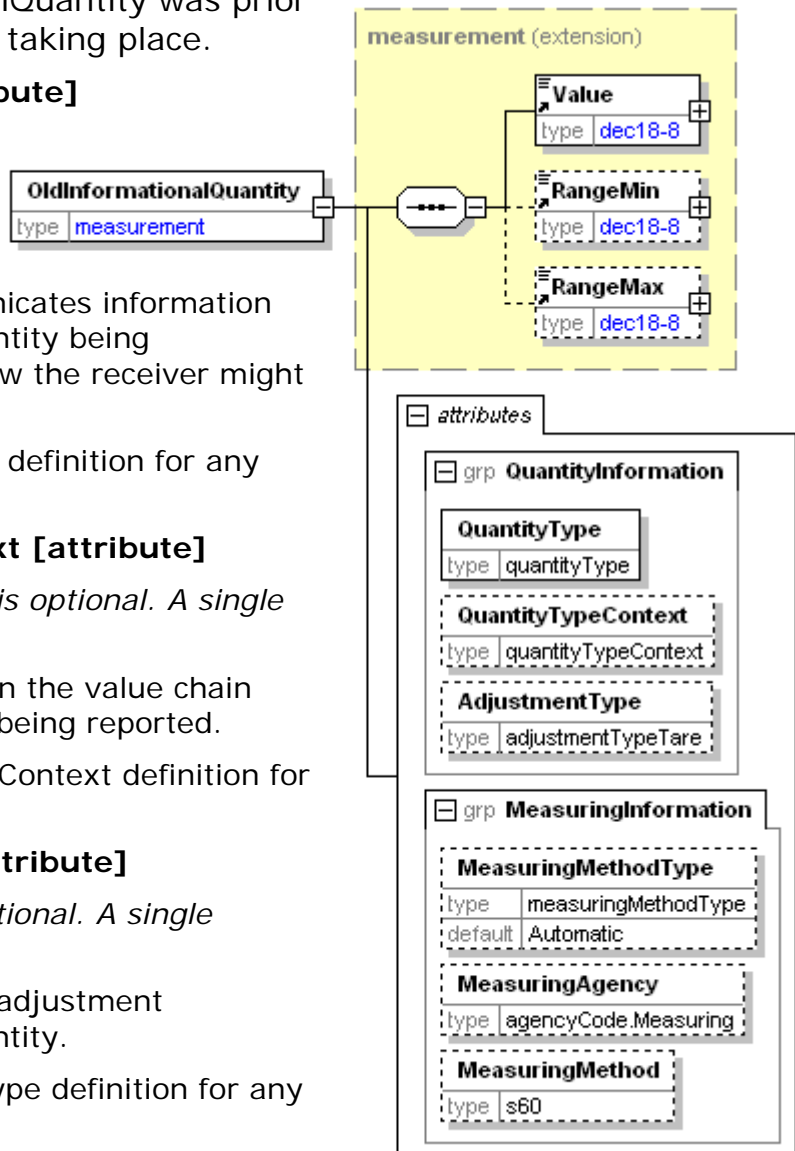 lQuantity was prior
taking place.
bute]
nicates information
ntity being
w the receiver might
definition for any
xt [attribute]
is optional. A single
n the value chain
being reported.
Context definition for
ttribute]
tional. A single
adjustment
ntity.
ype definition for any
OldInformationalQuantity
type measurement
measurement (extension)
Value
type dec18-8
RangeMin
type dec18-8
RangeMax
type dec18-8
attributes
grp QuantityInformation
QuantityType
type quantityType
QuantityTypeContext
type quantityTypeContext
AdjustmentType
type adjustmentTypeTare
grp MeasuringInformation
MeasuringMethodType
type measuringMethodType
default Automatic
MeasuringAgency
type agencyCode.Measuring
MeasuringMethod
type s60